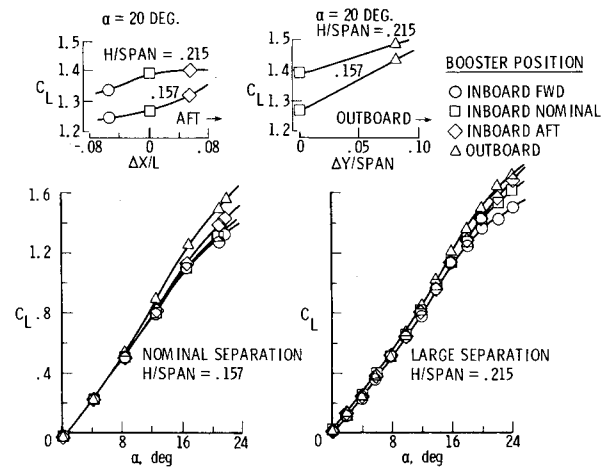 α = 20 DEG.
H/SPAN = .215
.157
C_L
1.5
1.4
1.3
1.2
AFT →
-.08
0
.08
ΔX/L
α = 20 DEG.
H/SPAN = .215
.157
C_L
1.5
1.4
1.3
1.2
OUTBOARD →
0
.05
.10
ΔY/SPAN
BOOSTER POSITION
INBOARD FWD
INBOARD NOMINAL
INBOARD AFT
OUTBOARD
1.6
1.2
C_L
.8
.4
0
NOMINAL SEPARATION
H/SPAN = .157
0
8
16
24
α, deg
C_L
LARGE SEPARATION
H/SPAN = .215
0
8
16
24
α, deg